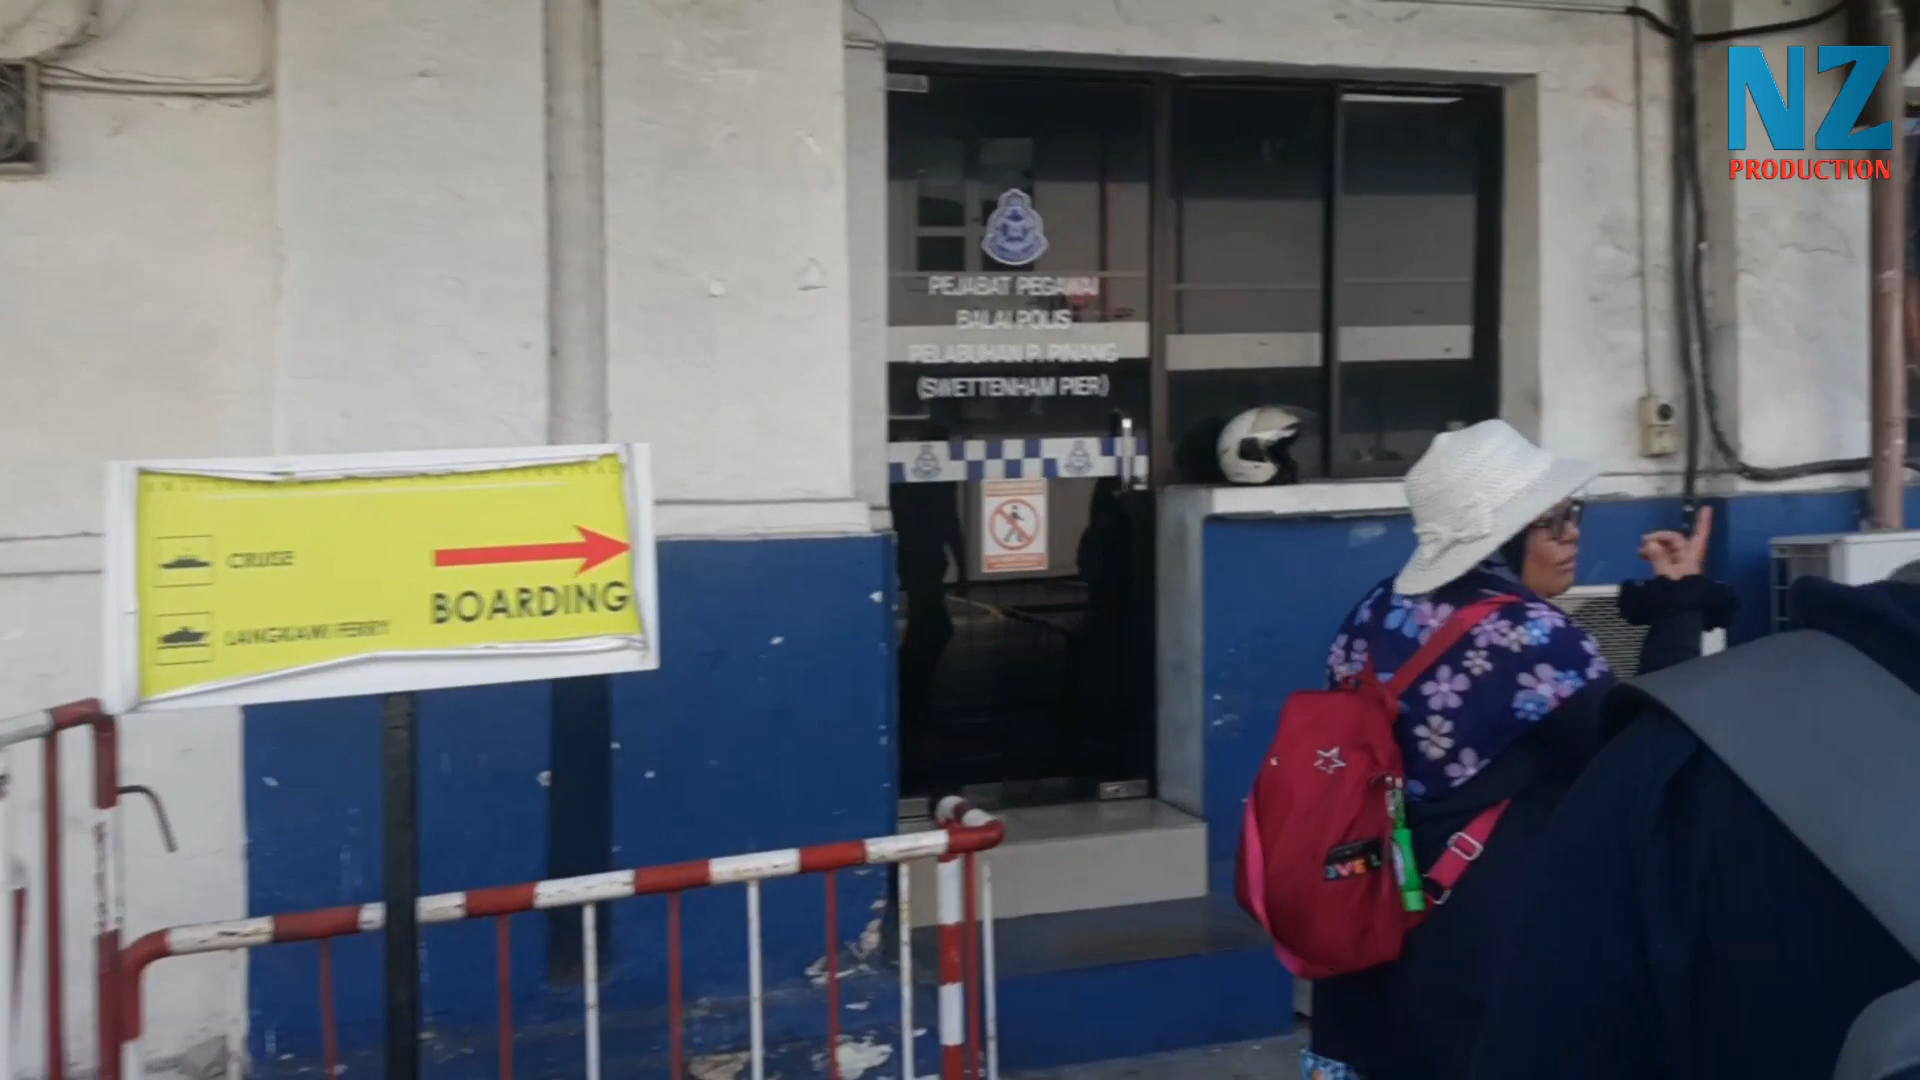 NZ
PRODUCTION
PEJABAT PEGAWAI
BALAI POLIS
PELABUHAN P. PINANG
(SWETTENHAM PIER)
CRUISE
BOARDING
LANGKAWI FERRY